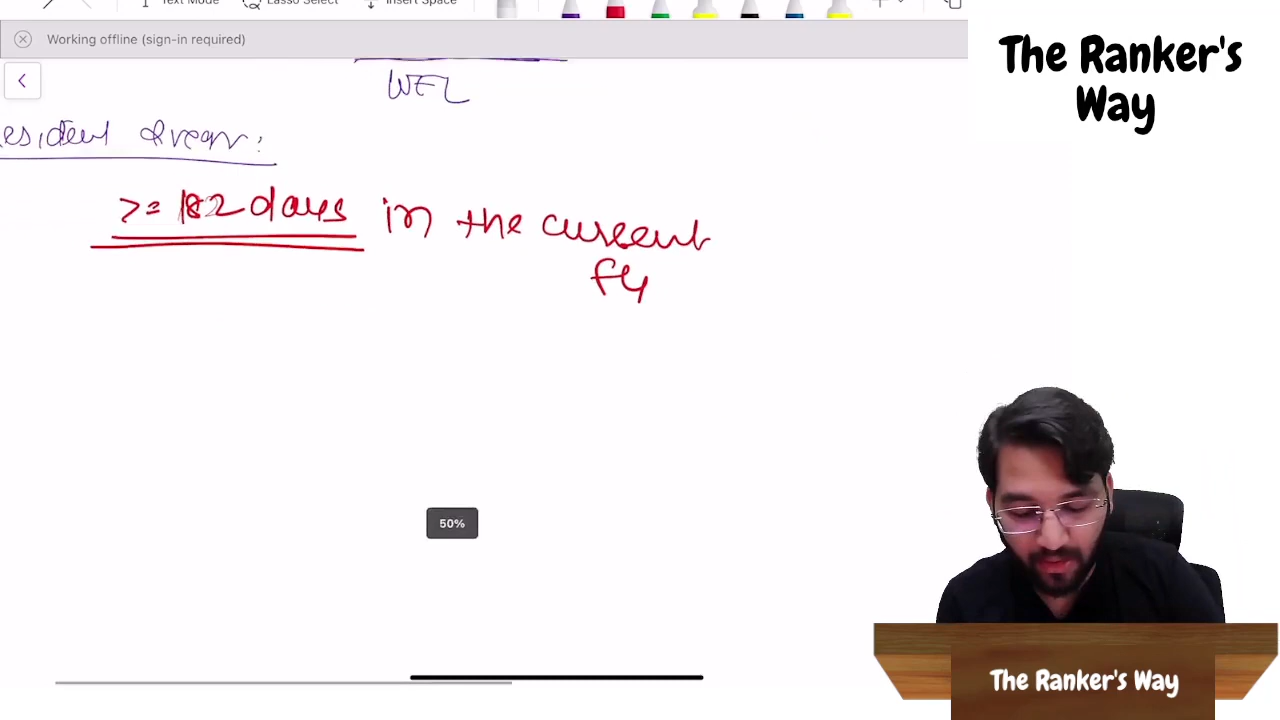 Text Mode
Lasso Select
Insert Space
Working offline (sign-in required)
The Ranker's
Way
WEL
esident
>= 182 days in the current
fy
50%
The Ranker's Way